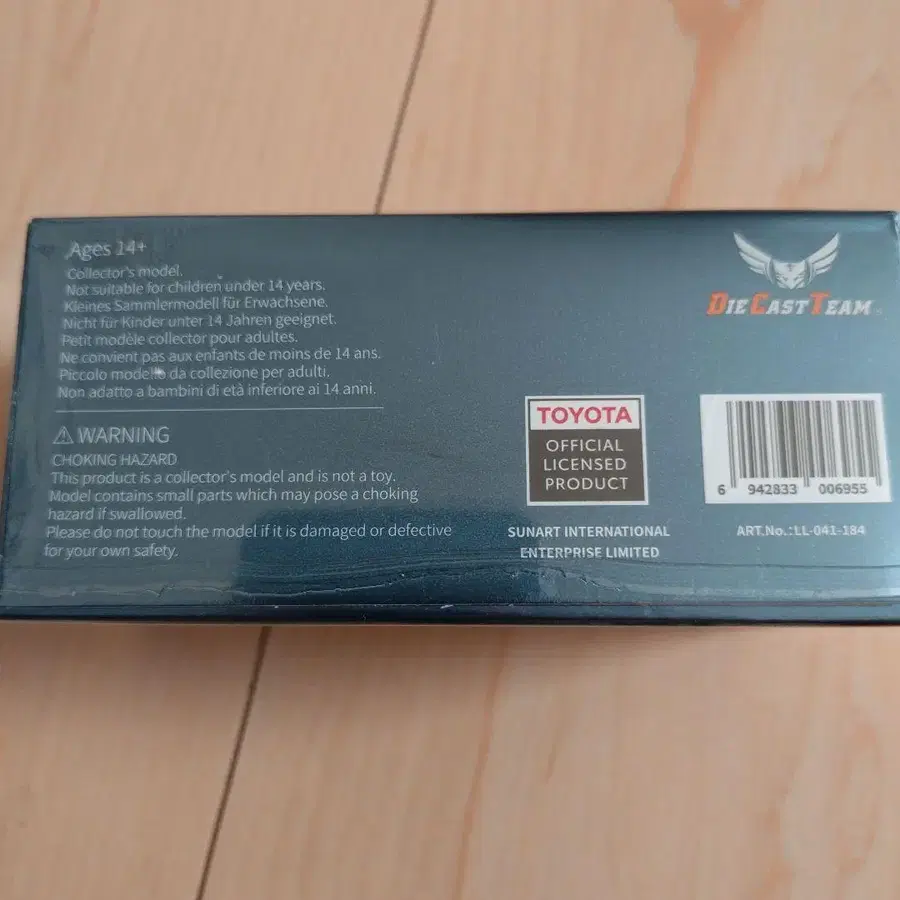 Ages 14+
Collector's model.
Not suitable for children under 14 years.
Kleines Sammlermodell für Erwachsene.
Nicht für Kinder unter 14 Jahren geeignet.
Petit modèle collector pour adultes.
Ne convient pas aux enfants de moins de 14 ans.
Piccolo modello da collezione per adulti.
Non adatto a bambini di età inferiore ai 14 anni.
⚠ WARNING
CHOKING HAZARD
This product is a collector's model and is not a toy.
Model contains small parts which may pose a choking
hazard if swallowed.
Please do not touch the model if it is damaged or defective
for your own safety.
DIECASTTEAM
TOYOTA
OFFICIAL
LICENSED
PRODUCT
SUNART INTERNATIONAL
ENTERPRISE LIMITED
6 942833 006955
ART.No.:LL-041-184